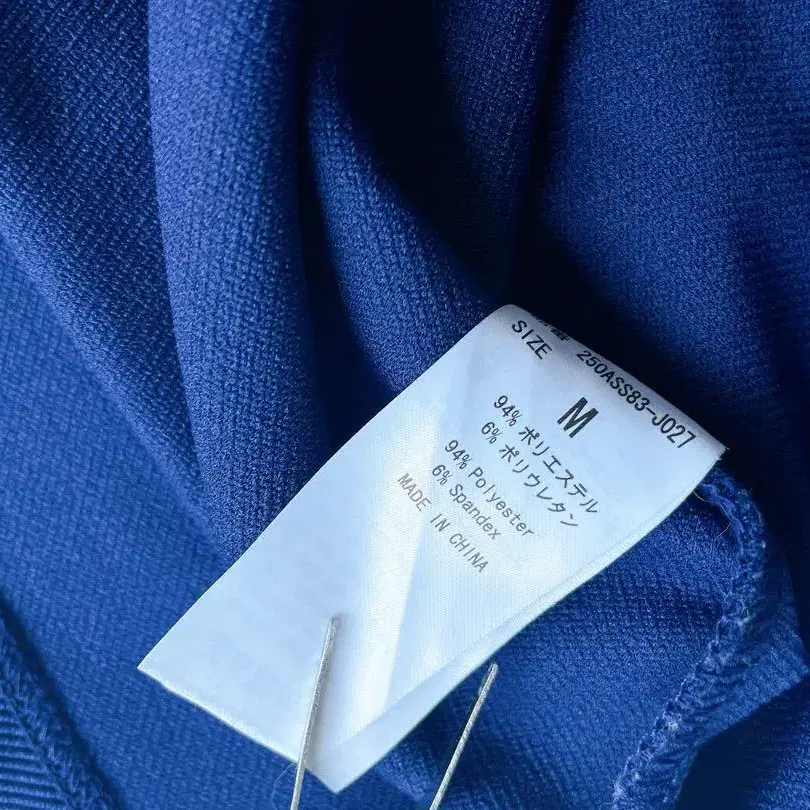 250ASS83-J027
SIZE
M
94% ポリエステル
6% ポリウレタン
94% Polyester
6% Spandex
MADE IN CHINA